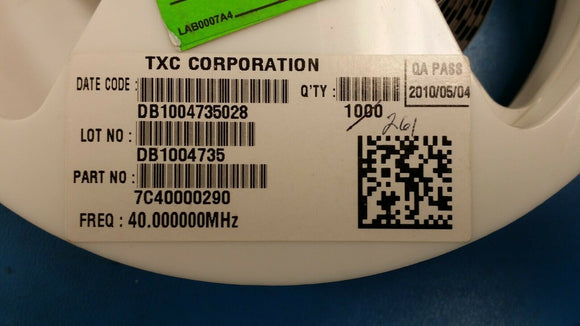 LAB0007A4
TXC CORPORATION
QA PASS
2010/05/04
DATE CODE :
DB1004735028
Q'TY :
1000
261
LOT NO :
DB1004735
PART NO :
7C40000290
FREQ : 40.000000MHz